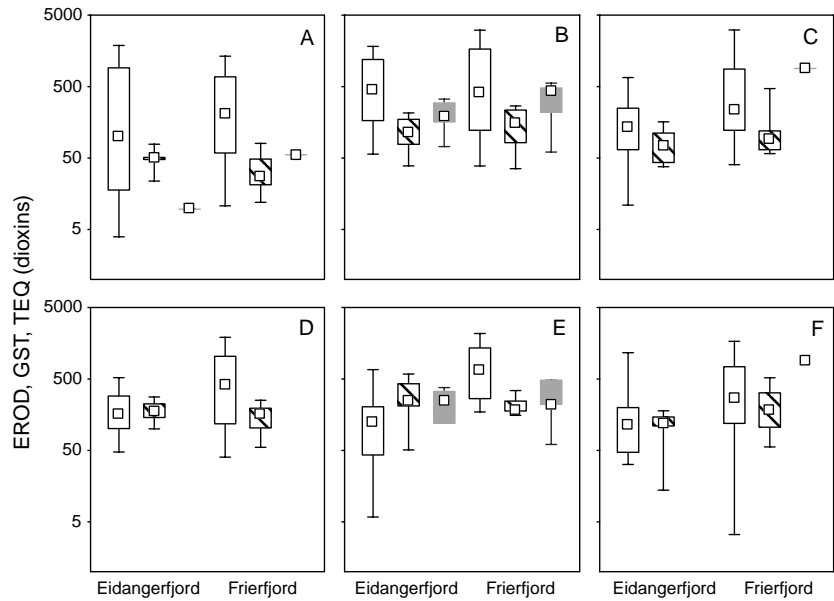 EROD, GST, TEQ (dioxins)
5000
500
50
5
A
B
C
5000
500
50
5
D
E
F
Eidangerfjord Frierfjord
Eidangerfjord Frierfjord
Eidangerfjord Frierfjord